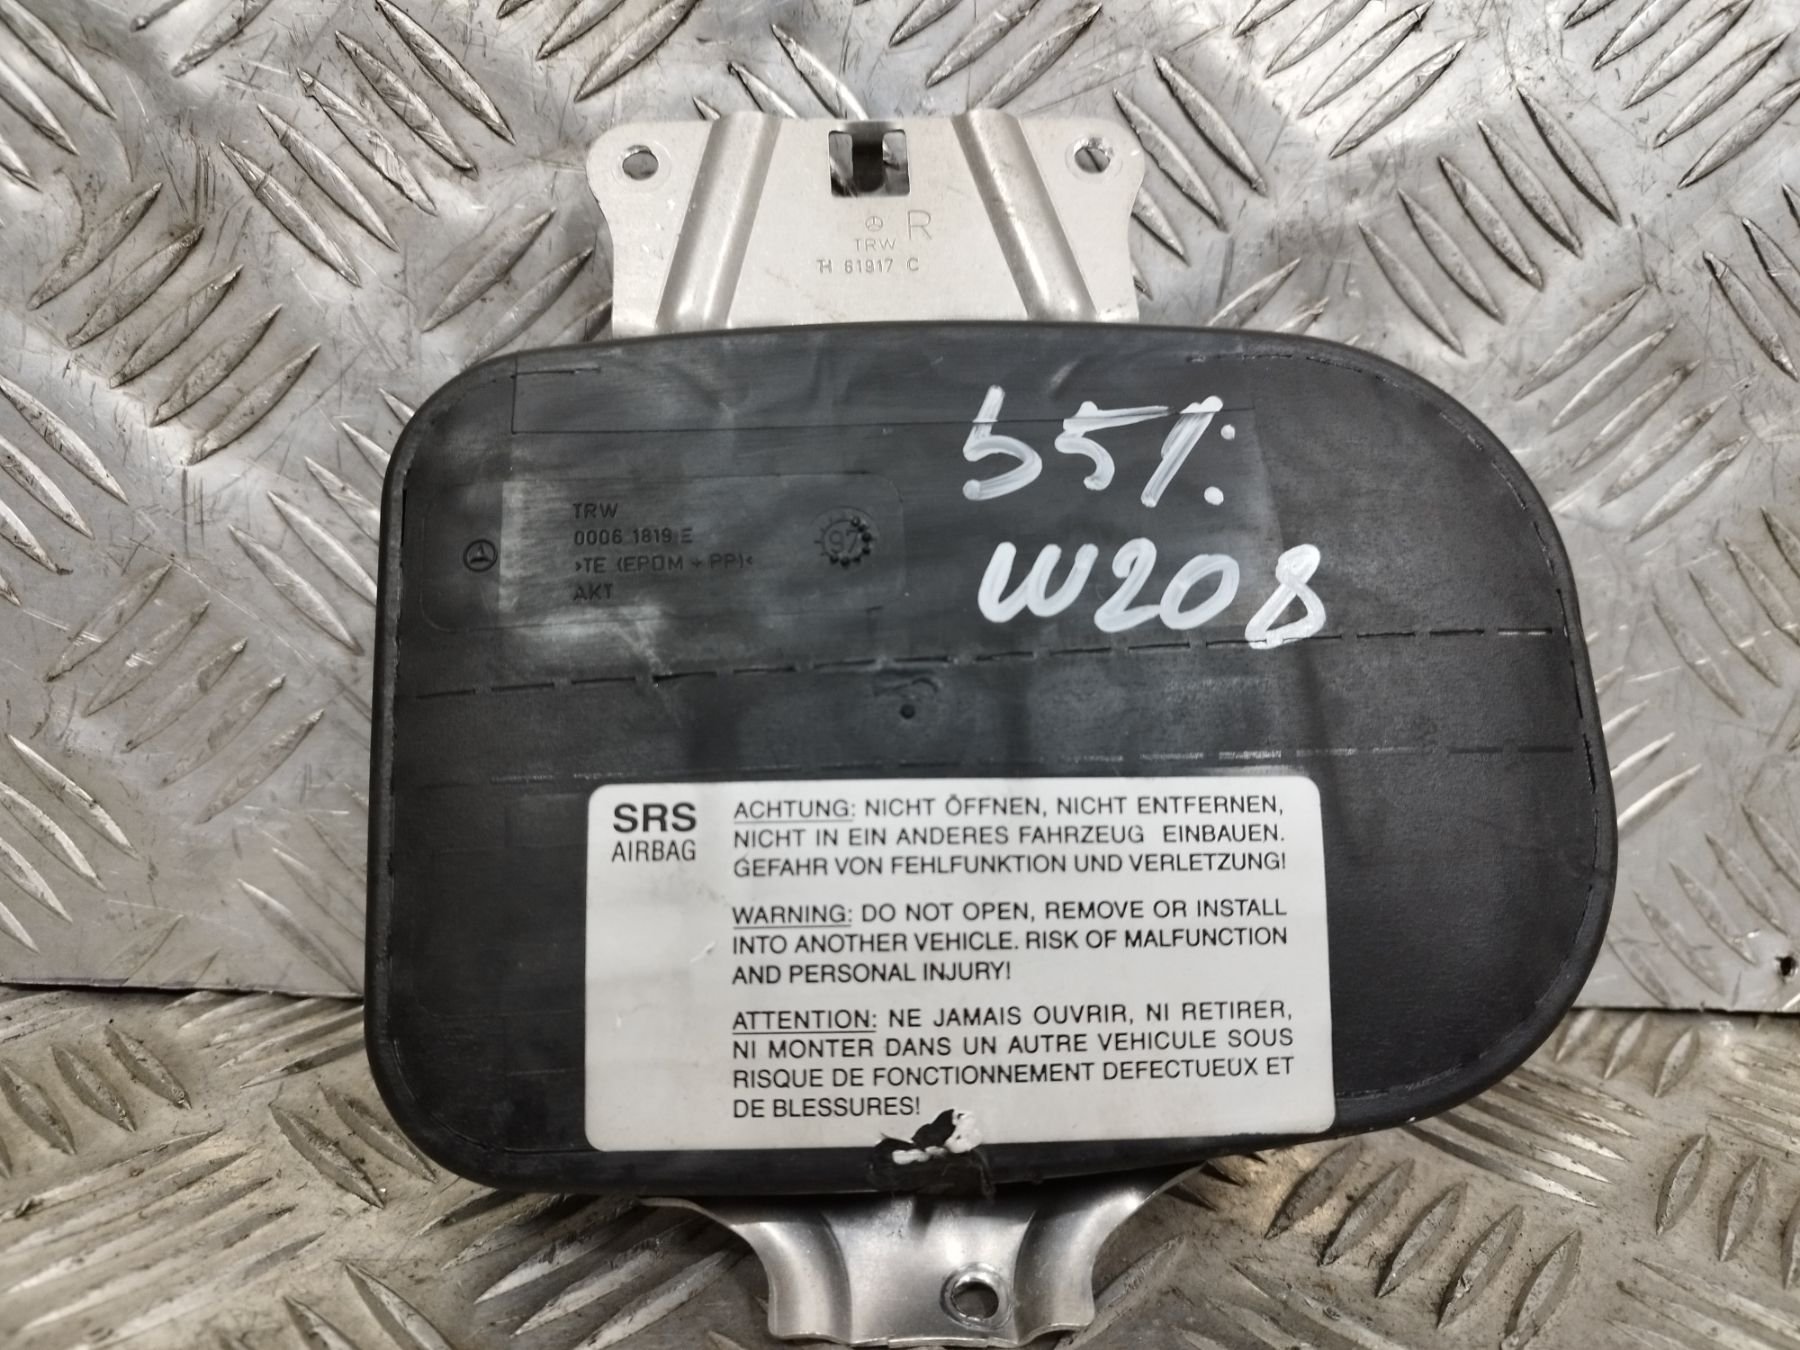 R
TRW
TH 61917 C
551:
W208
TRW
0006 1819 E
>TE (EPDM + PP)<
AKT
97
SRS
AIRBAG
ACHTUNG: NICHT ÖFFNEN, NICHT ENTFERNEN,
NICHT IN EIN ANDERES FAHRZEUG EINBAUEN.
GEFAHR VON FEHLFUNKTION UND VERLETZUNG!
WARNING: DO NOT OPEN, REMOVE OR INSTALL
INTO ANOTHER VEHICLE. RISK OF MALFUNCTION
AND PERSONAL INJURY!
ATTENTION: NE JAMAIS OUVRIR, NI RETIRER,
NI MONTER DANS UN AUTRE VEHICULE SOUS
RISQUE DE FONCTIONNEMENT DEFECTUEUX ET
DE BLESSURES!